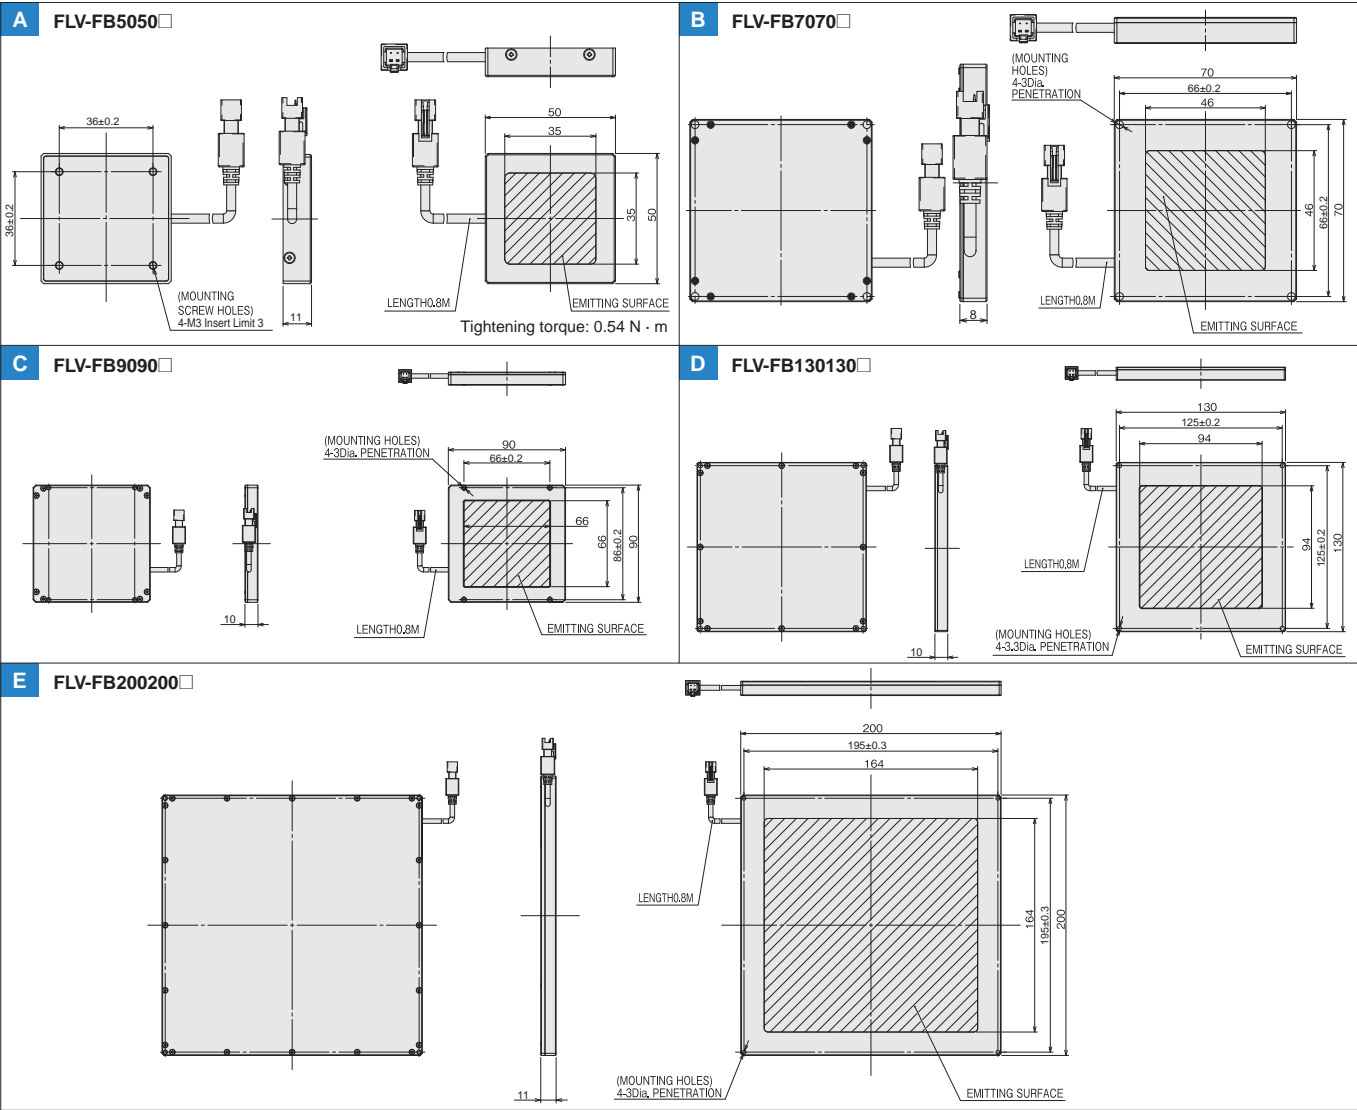 A FLV-FB5050□
36±0.2
36±0.2
(MOUNTING
SCREW HOLES)
4-M3 Insert Limit 3
11
50
35
35
50
LENGTH0.8M
EMITTING SURFACE
Tightening torque: 0.54 N · m
B FLV-FB7070□
(MOUNTING
HOLES)
4-3Dia.
PENETRATION
70
66±0.2
46
46
66±0.2
70
8
LENGTH0.8M
EMITTING SURFACE
C FLV-FB9090□
(MOUNTING HOLES)
4-3Dia. PENETRATION
90
66±0.2
66
66
86±0.2
90
10
LENGTH0.8M
EMITTING SURFACE
D FLV-FB130130□
130
125±0.2
94
94
125±0.2
130
10
LENGTH0.8M
(MOUNTING HOLES)
4-3.3Dia. PENETRATION
EMITTING SURFACE
E FLV-FB200200□
200
195±0.3
164
164
195±0.3
200
LENGTH0.8M
11
(MOUNTING HOLES)
4-3Dia. PENETRATION
EMITTING SURFACE